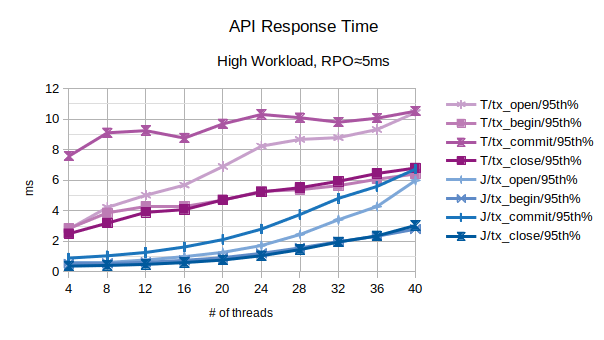 API Response Time
High Workload, RPO≈5ms
12
10
8
6
4
2
0
ms
4 8 12 16 20 24 28 32 36 40
# of threads
T/tx_open/95th%
T/tx_begin/95th%
T/tx_commit/95th%
T/tx_close/95th%
J/tx_open/95th%
J/tx_begin/95th%
J/tx_commit/95th%
J/tx_close/95th%